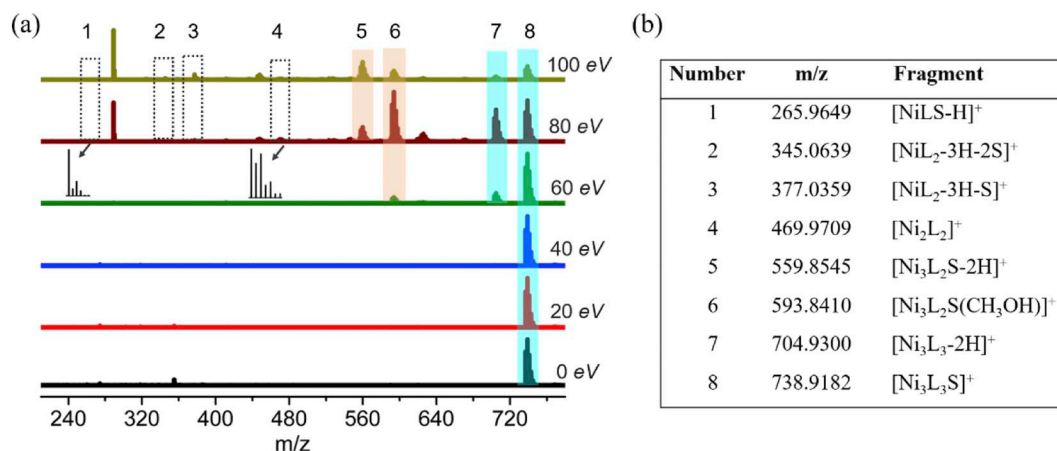 (a)
1 2 3 4 5 6 7 8
100 eV
80 eV
60 eV
40 eV
20 eV
0 eV
240 320 400 480 560 640 720
m/z
(b)
Number m/z Fragment
1 265.9649 [NiLS-H]⁺
2 345.0639 [NiL₂-3H-2S]⁺
3 377.0359 [NiL₂-3H-S]⁺
4 469.9709 [Ni₂L₂]⁺
5 559.8545 [Ni₃L₂S-2H]⁺
6 593.8410 [Ni₃L₂S(CH₃OH)]⁺
7 704.9300 [Ni₃L₃-2H]⁺
8 738.9182 [Ni₃L₃S]⁺